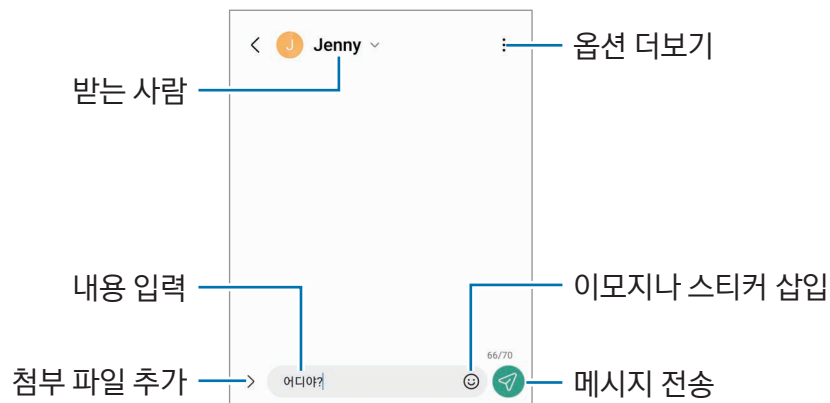 J Jenny
옵션 더보기
받는 사람
내용 입력
이모지나 스티커 삽입
66/70
첨부 파일 추가
어디야?
메시지 전송